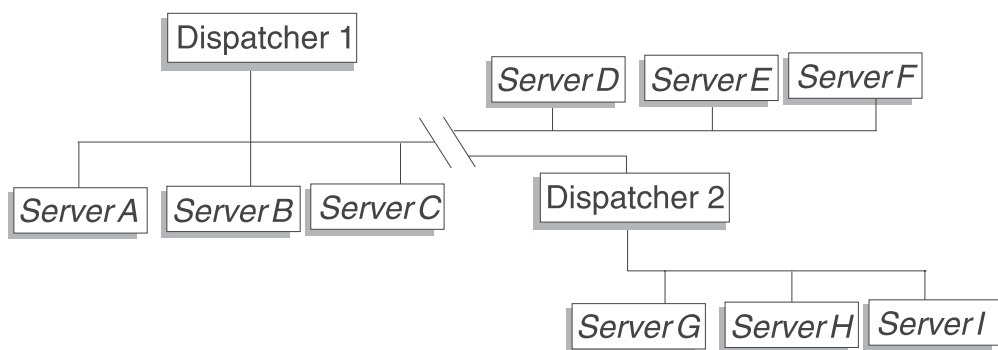 Dispatcher 1
Server D
Server E
Server F
Server A
Server B
Server C
Dispatcher 2
Server G
Server H
Server I